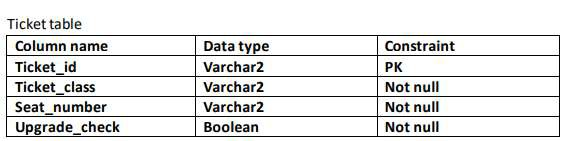 Ticket table
Column name Data type Constraint
Ticket_id Varchar2 PK
Ticket_class Varchar2 Not null
Seat_number Varchar2 Not null
Upgrade_check Boolean Not null